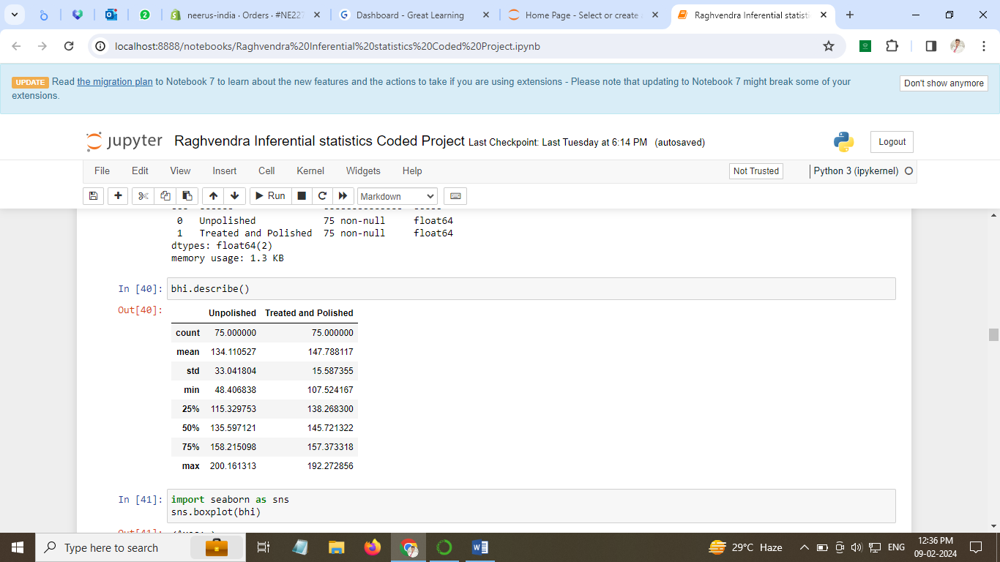 neerus-india · Orders · #NE227
Dashboard - Great Learning
Home Page - Select or create
Raghvendra Inferential statisti
localhost:8888/notebooks/Raghvendra%20Inferential%20statistics%20Coded%20Project.ipynb
UPDATE Read the migration plan to Notebook 7 to learn about the new features and the actions to take if you are using extensions - Please note that updating to Notebook 7 might break some of your
extensions.
Don't show anymore
jupyter Raghvendra Inferential statistics Coded Project Last Checkpoint: Last Tuesday at 6:14 PM (autosaved)
Logout
File Edit View Insert Cell Kernel Widgets Help
Not Trusted
Python 3 (ipykernel)
Run
Markdown
0 Unpolished 75 non-null float64
1 Treated and Polished 75 non-null float64
dtypes: float64(2)
memory usage: 1.3 KB
In [40]: bhi.describe()
Out[40]:
Unpolished Treated and Polished
count 75.000000 75.000000
mean 134.110527 147.788117
std 33.041804 15.587355
min 48.406838 107.524167
25% 115.329753 138.268300
50% 135.597121 145.721322
75% 158.215098 157.373318
max 200.161313 192.272856
In [41]: import seaborn as sns
sns.boxplot(bhi)
Out[41]:
Type here to search
29°C Haze
ENG
12:36 PM
09-02-2024